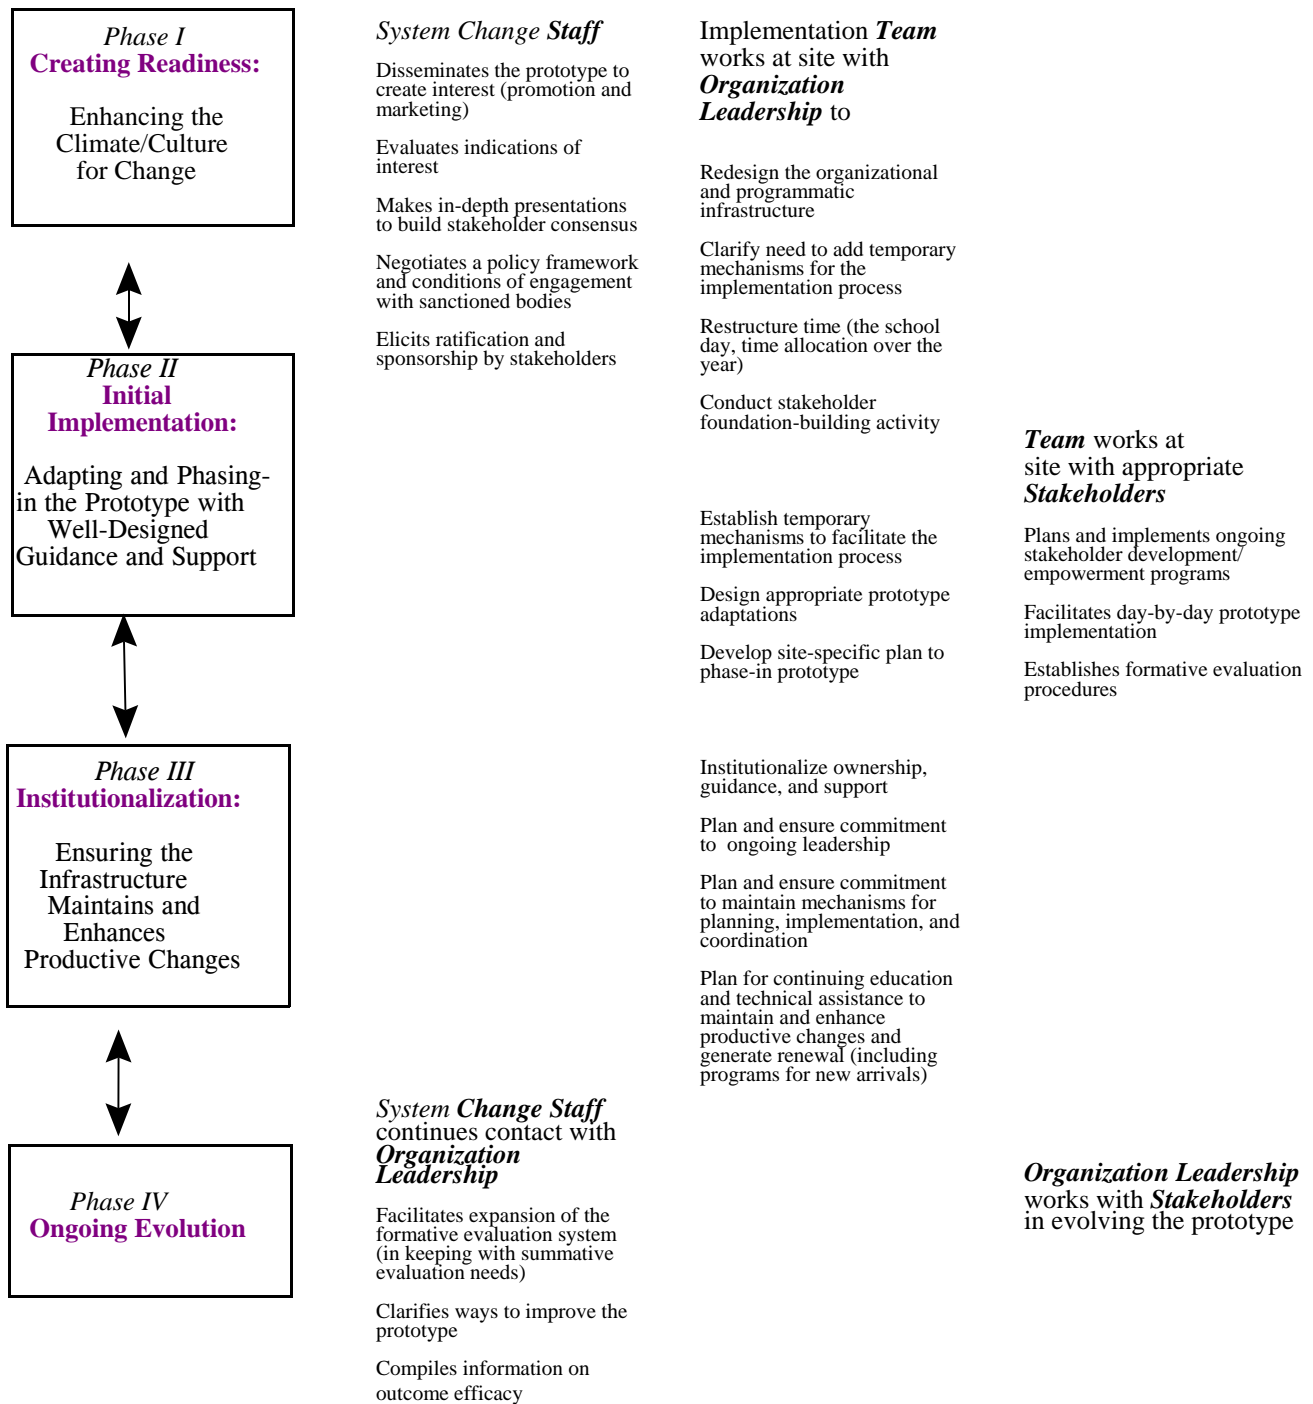 Phase I
Creating Readiness:
Enhancing the
Climate/Culture
for Change
System Change Staff
Disseminates the prototype to
create interest (promotion and
marketing)
Evaluates indications of
interest
Makes in-depth presentations
to build stakeholder consensus
Negotiates a policy framework
and conditions of engagement
with sanctioned bodies
Elicits ratification and
sponsorship by stakeholders
Implementation Team
works at site with
Organization
Leadership to
Redesign the organizational
and programmatic
infrastructure
Clarify need to add temporary
mechanisms for the
implementation process
Restructure time (the school
day, time allocation over the
year)
Conduct stakeholder
foundation-building activity
Phase II
Initial
Implementation:
Adapting and Phasing-
in the Prototype with
Well-Designed
Guidance and Support
Establish temporary
mechanisms to facilitate the
implementation process
Design appropriate prototype
adaptations
Develop site-specific plan to
phase-in prototype
Team works at
site with appropriate
Stakeholders
Plans and implements ongoing
stakeholder development/
empowerment programs
Facilitates day-by-day prototype
implementation
Establishes formative evaluation
procedures
Phase III
Institutionalization:
Ensuring the
Infrastructure
Maintains and
Enhances
Productive Changes
Institutionalize ownership,
guidance, and support
Plan and ensure commitment
to ongoing leadership
Plan and ensure commitment
to maintain mechanisms for
planning, implementation, and
coordination
Plan for continuing education
and technical assistance to
maintain and enhance
productive changes and
generate renewal (including
programs for new arrivals)
Phase IV
Ongoing Evolution
System Change Staff
continues contact with
Organization
Leadership
Facilitates expansion of the
formative evaluation system
(in keeping with summative
evaluation needs)
Clarifies ways to improve the
prototype
Compiles information on
outcome efficacy
Organization Leadership
works with Stakeholders
in evolving the prototype